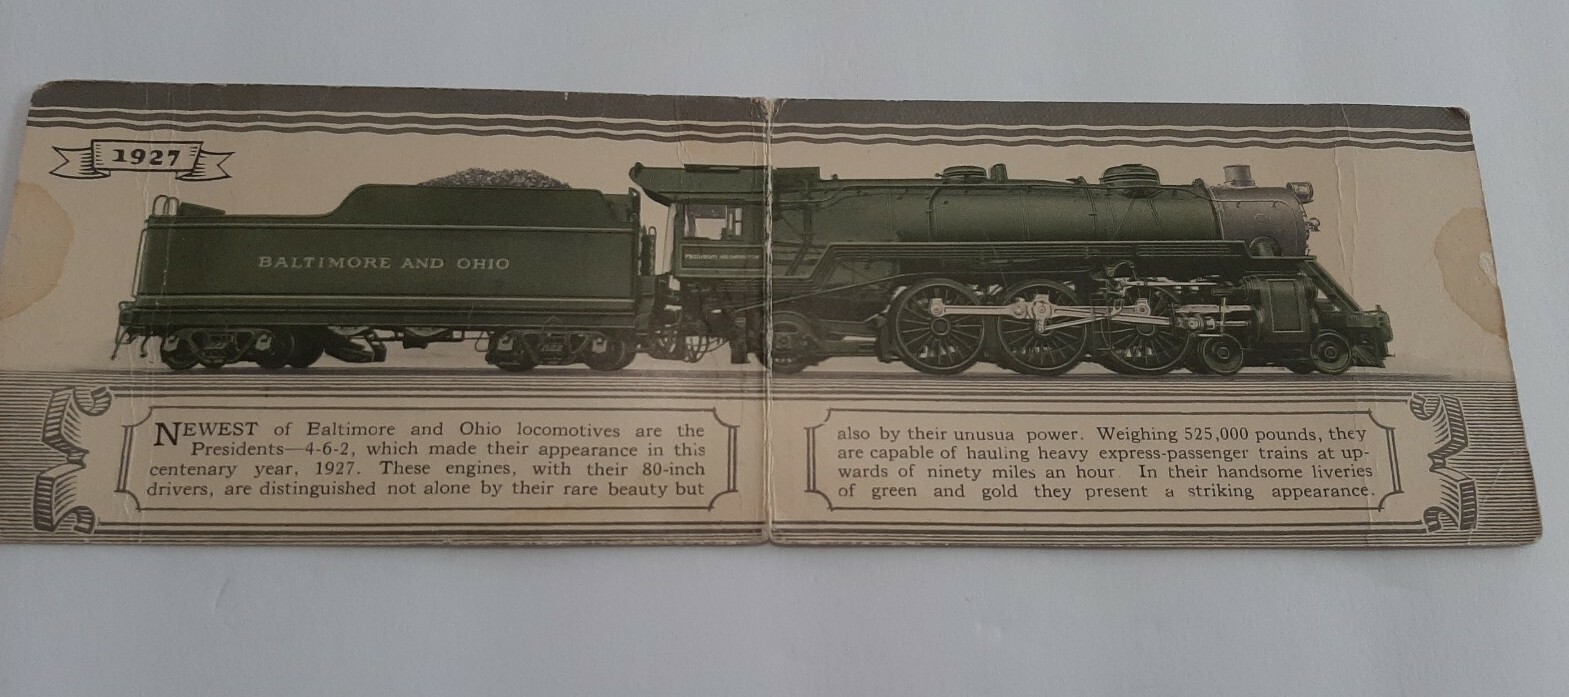 1927
BALTIMORE AND OHIO
NEWEST of Baltimore and Ohio locomotives are the
Presidents—4-6-2, which made their appearance in this
centenary year, 1927. These engines, with their 80-inch
drivers, are distinguished not alone by their rare beauty but
also by their unusua power. Weighing 525,000 pounds, they
are capable of hauling heavy express-passenger trains at up-
wards of ninety miles an hour. In their handsome liveries
of green and gold they present a striking appearance.